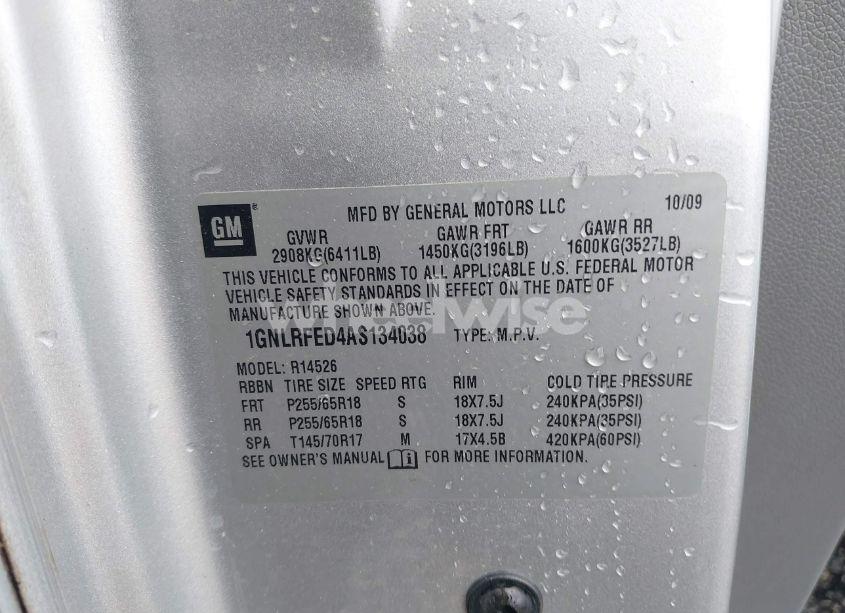 GM
MFD BY GENERAL MOTORS LLC 10/09
GVWR GAWR FRT GAWR RR
2908KG(6411LB) 1450KG(3196LB) 1600KG(3527LB)
THIS VEHICLE CONFORMS TO ALL APPLICABLE U.S. FEDERAL MOTOR
VEHICLE SAFETY STANDARDS IN EFFECT ON THE DATE OF
MANUFACTURE SHOWN ABOVE.
1GNLRFED4AS134038 TYPE: M.P.V.
MODEL: R14526
RBBN TIRE SIZE SPEED RTG RIM COLD TIRE PRESSURE
FRT P255/65R18 S 18X7.5J 240KPA(35PSI)
RR P255/65R18 S 18X7.5J 240KPA(35PSI)
SPA T145/70R17 M 17X4.5B 420KPA(60PSI)
SEE OWNER'S MANUAL FOR MORE INFORMATION.